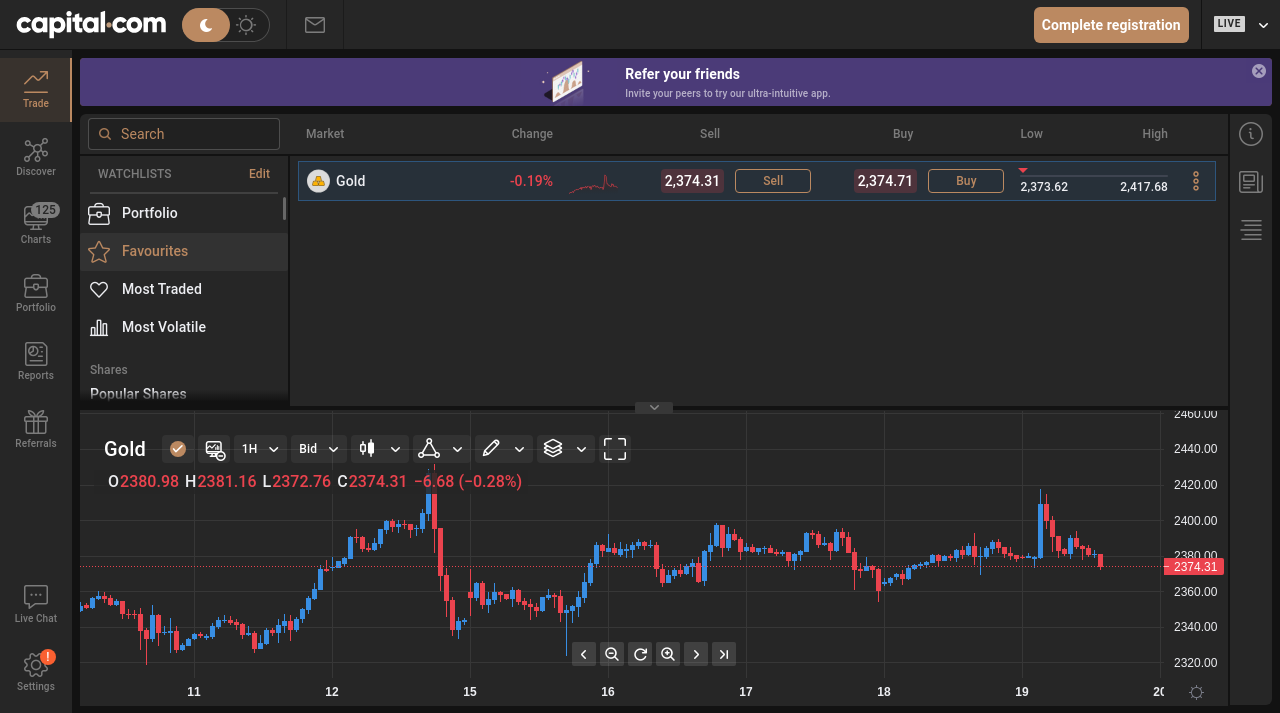 capital.com
Complete registration
LIVE
Trade
Discover
125
Charts
Portfolio
Reports
Referrals
Live Chat
!
Settings
Refer your friends
Invite your peers to try our ultra-intuitive app.
Search
Market Change Sell Buy Low High
WATCHLISTS Edit
Portfolio
Favourites
Most Traded
Most Volatile
Shares
Popular Shares
Gold -0.19% 2,374.31 Sell 2,374.71 Buy 2,373.62 2,417.68
Gold 1H Bid
O2380.98 H2381.16 L2372.76 C2374.31 −6.68 (−0.28%)
2460.00
2440.00
2420.00
2400.00
2380.00
2374.31
2360.00
2340.00
2320.00
11 12 15 16 17 18 19 20